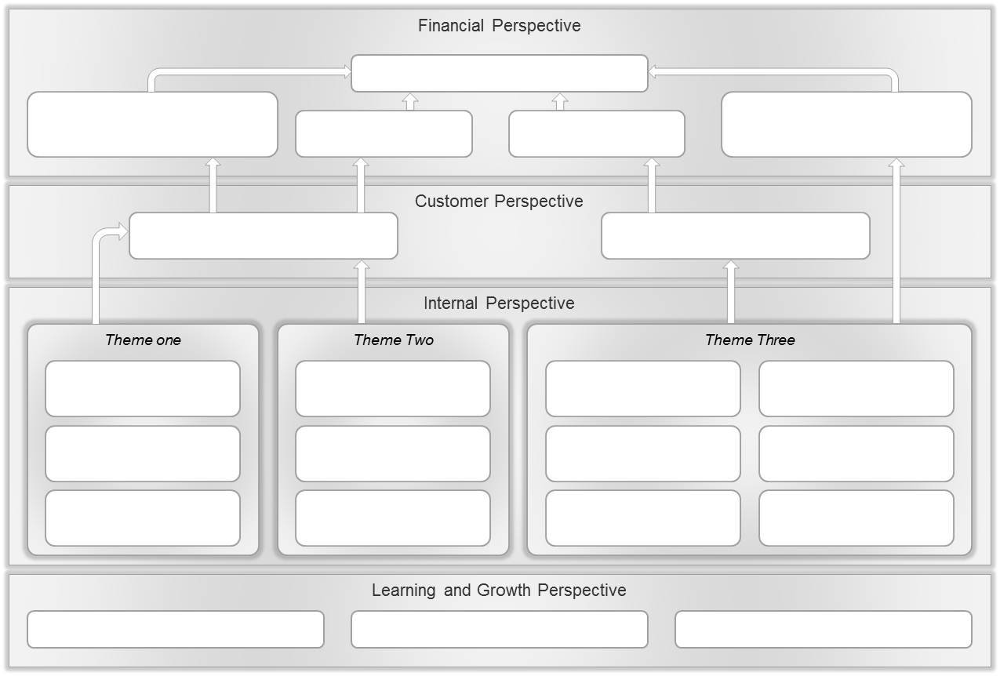 Financial Perspective
Customer Perspective
Internal Perspective
Theme one
Theme Two
Theme Three
Learning and Growth Perspective